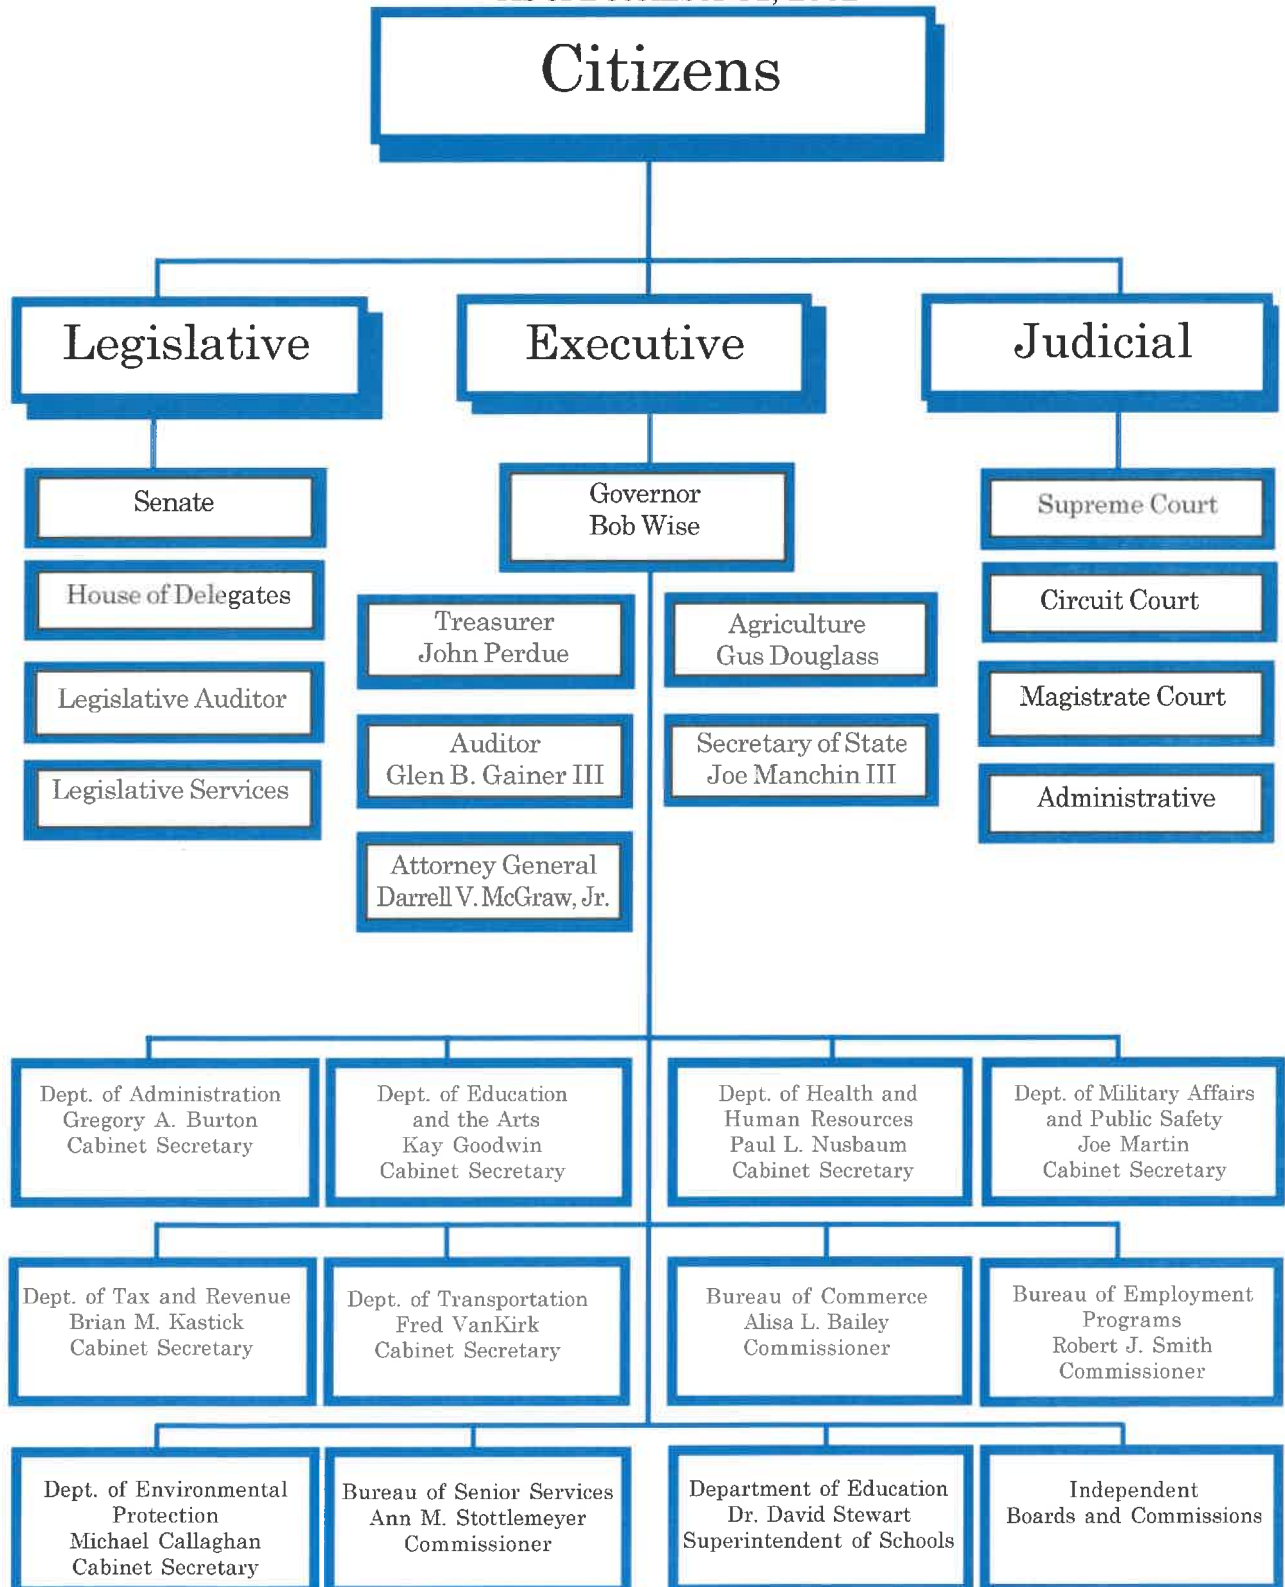 Citizens
Legislative
Executive
Judicial
Senate
House of Delegates
Legislative Auditor
Legislative Services
Governor
Bob Wise
Treasurer
John Perdue
Agriculture
Gus Douglass
Auditor
Glen B. Gainer III
Secretary of State
Joe Manchin III
Attorney General
Darrell V. McGraw, Jr.
Supreme Court
Circuit Court
Magistrate Court
Administrative
Dept. of Administration
Gregory A. Burton
Cabinet Secretary
Dept. of Education
and the Arts
Kay Goodwin
Cabinet Secretary
Dept. of Health and
Human Resources
Paul L. Nusbaum
Cabinet Secretary
Dept. of Military Affairs
and Public Safety
Joe Martin
Cabinet Secretary
Dept. of Tax and Revenue
Brian M. Kastick
Cabinet Secretary
Dept. of Transportation
Fred VanKirk
Cabinet Secretary
Bureau of Commerce
Alisa L. Bailey
Commissioner
Bureau of Employment
Programs
Robert J. Smith
Commissioner
Dept. of Environmental
Protection
Michael Callaghan
Cabinet Secretary
Bureau of Senior Services
Ann M. Stottlemeyer
Commissioner
Department of Education
Dr. David Stewart
Superintendent of Schools
Independent
Boards and Commissions